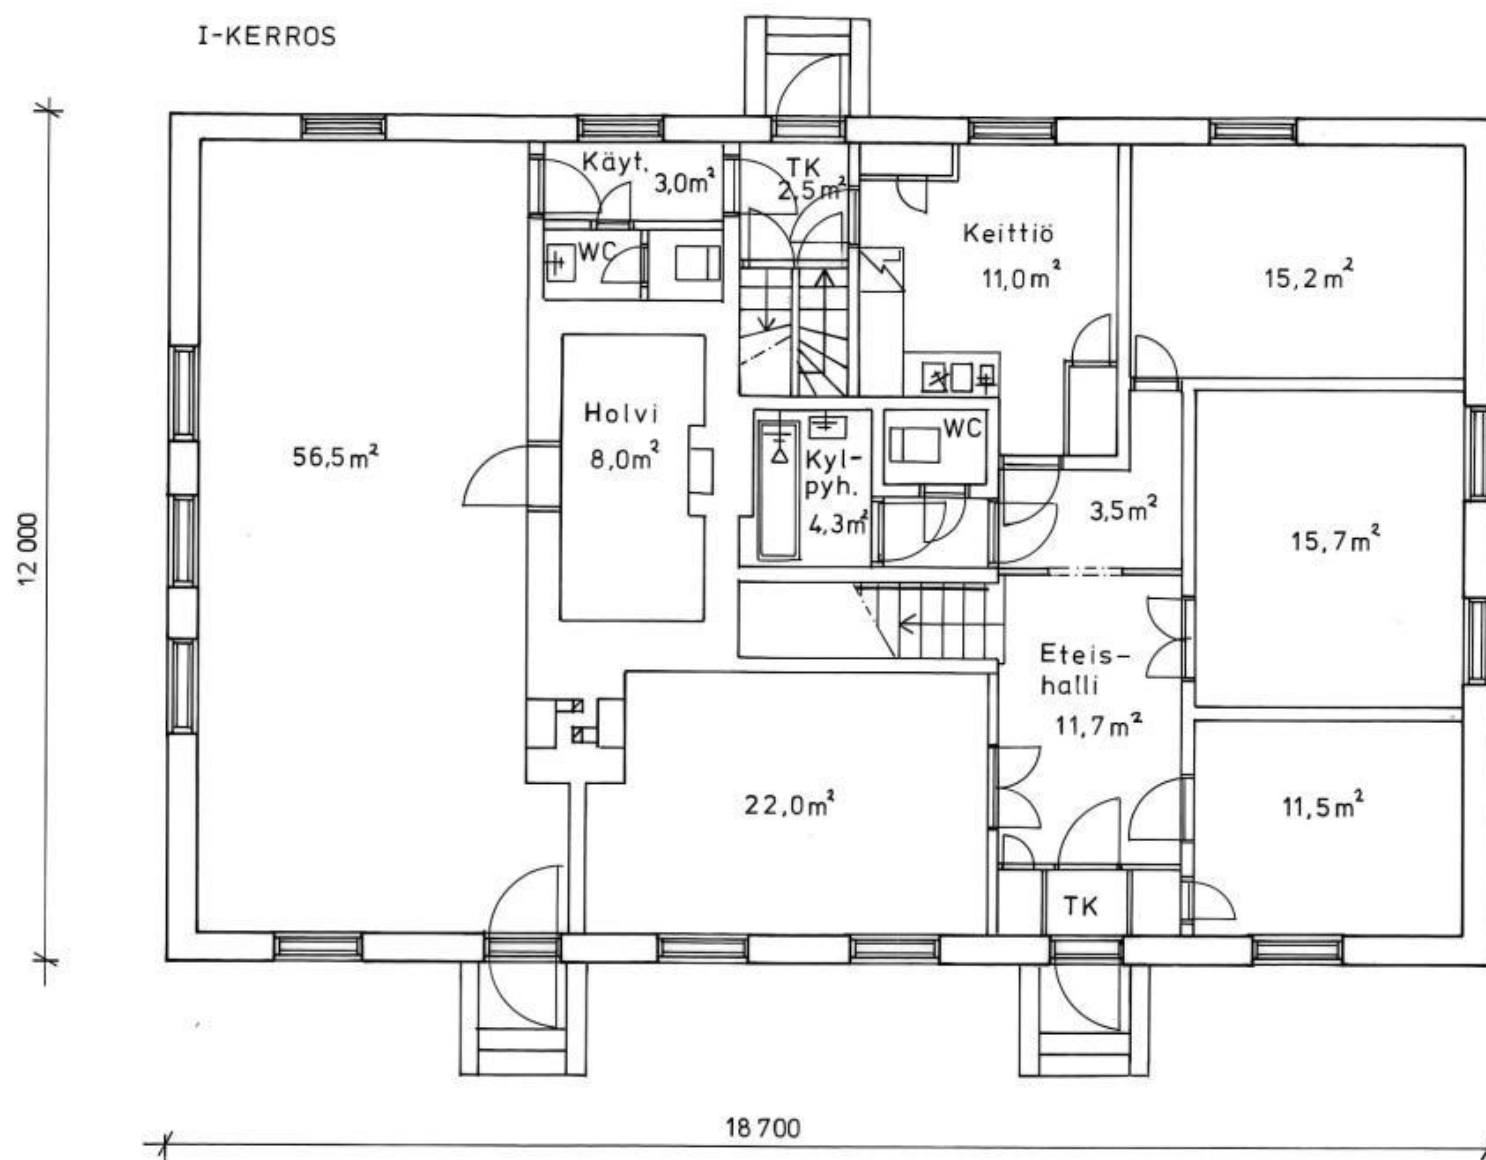 I-KERROS
Käyt.
3,0m²
TK
2,5m²
WC
Keittiö
11,0m²
15,2m²
Holvi
8,0m²
56,5m²
WC
Kyl-
pyh.
4,3m²
3,5m²
15,7m²
12 000
Eteis-
halli
11,7m²
22,0m²
11,5m²
TK
18 700